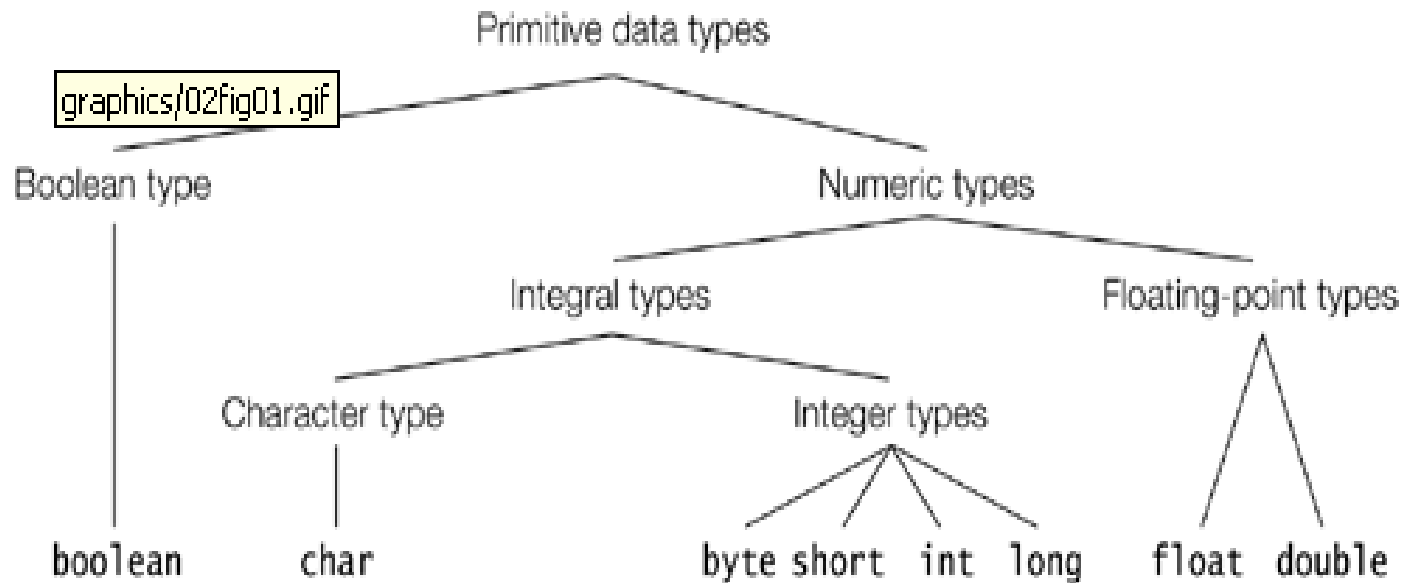 Primitive data types
graphics/02fig01.gif
Boolean type
Numeric types
Integral types
Floating-point types
Character type
Integer types
boolean
char
byte short int long
float double